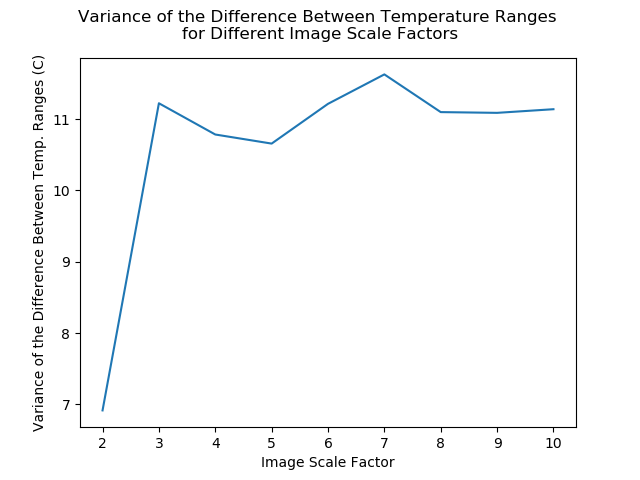 Variance of the Difference Between Temperature Ranges
for Different Image Scale Factors
Variance of the Difference Between Temp. Ranges (C)
11
10
9
8
7
2 3 4 5 6 7 8 9 10
Image Scale Factor